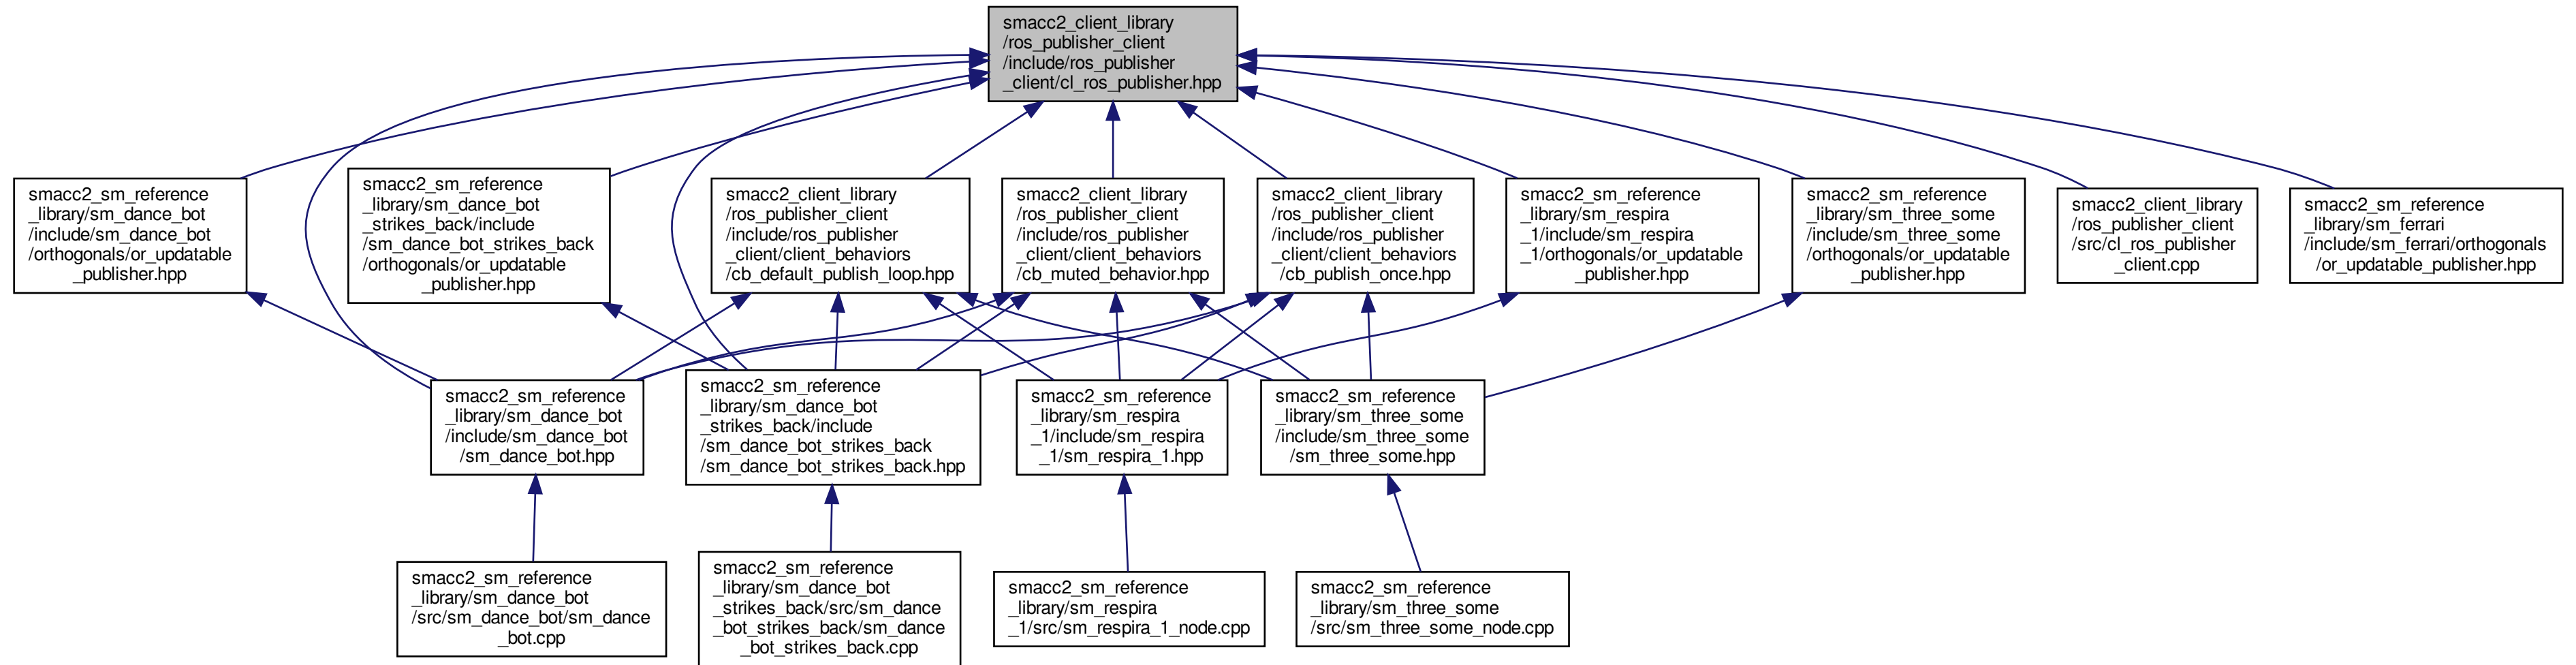 smacc2_client_library
/ros_publisher_client
/include/ros_publisher
_client/cl_ros_publisher.hpp
smacc2_sm_reference
_library/sm_dance_bot
/include/sm_dance_bot
/orthogonals/or_updatable
_publisher.hpp
smacc2_sm_reference
_library/sm_dance_bot
_strikes_back/include
/sm_dance_bot_strikes_back
/orthogonals/or_updatable
_publisher.hpp
smacc2_client_library
/ros_publisher_client
/include/ros_publisher
_client/client_behaviors
/cb_default_publish_loop.hpp
smacc2_client_library
/ros_publisher_client
/include/ros_publisher
_client/client_behaviors
/cb_muted_behavior.hpp
smacc2_client_library
/ros_publisher_client
/include/ros_publisher
_client/client_behaviors
/cb_publish_once.hpp
smacc2_sm_reference
_library/sm_respira
_1/include/sm_respira
_1/orthogonals/or_updatable
_publisher.hpp
smacc2_sm_reference
_library/sm_three_some
/include/sm_three_some
/orthogonals/or_updatable
_publisher.hpp
smacc2_client_library
/ros_publisher_client
/src/cl_ros_publisher
_client.cpp
smacc2_sm_reference
_library/sm_ferrari
/include/sm_ferrari/orthogonals
/or_updatable_publisher.hpp
smacc2_sm_reference
_library/sm_dance_bot
/include/sm_dance_bot
/sm_dance_bot.hpp
smacc2_sm_reference
_library/sm_dance_bot
_strikes_back/include
/sm_dance_bot_strikes_back
/sm_dance_bot_strikes_back.hpp
smacc2_sm_reference
_library/sm_respira
_1/include/sm_respira
_1/sm_respira_1.hpp
smacc2_sm_reference
_library/sm_three_some
/include/sm_three_some
/sm_three_some.hpp
smacc2_sm_reference
_library/sm_dance_bot
/src/sm_dance_bot/sm_dance
_bot.cpp
smacc2_sm_reference
_library/sm_dance_bot
_strikes_back/src/sm_dance
_bot_strikes_back/sm_dance
_bot_strikes_back.cpp
smacc2_sm_reference
_library/sm_respira
_1/src/sm_respira_1_node.cpp
smacc2_sm_reference
_library/sm_three_some
/src/sm_three_some_node.cpp